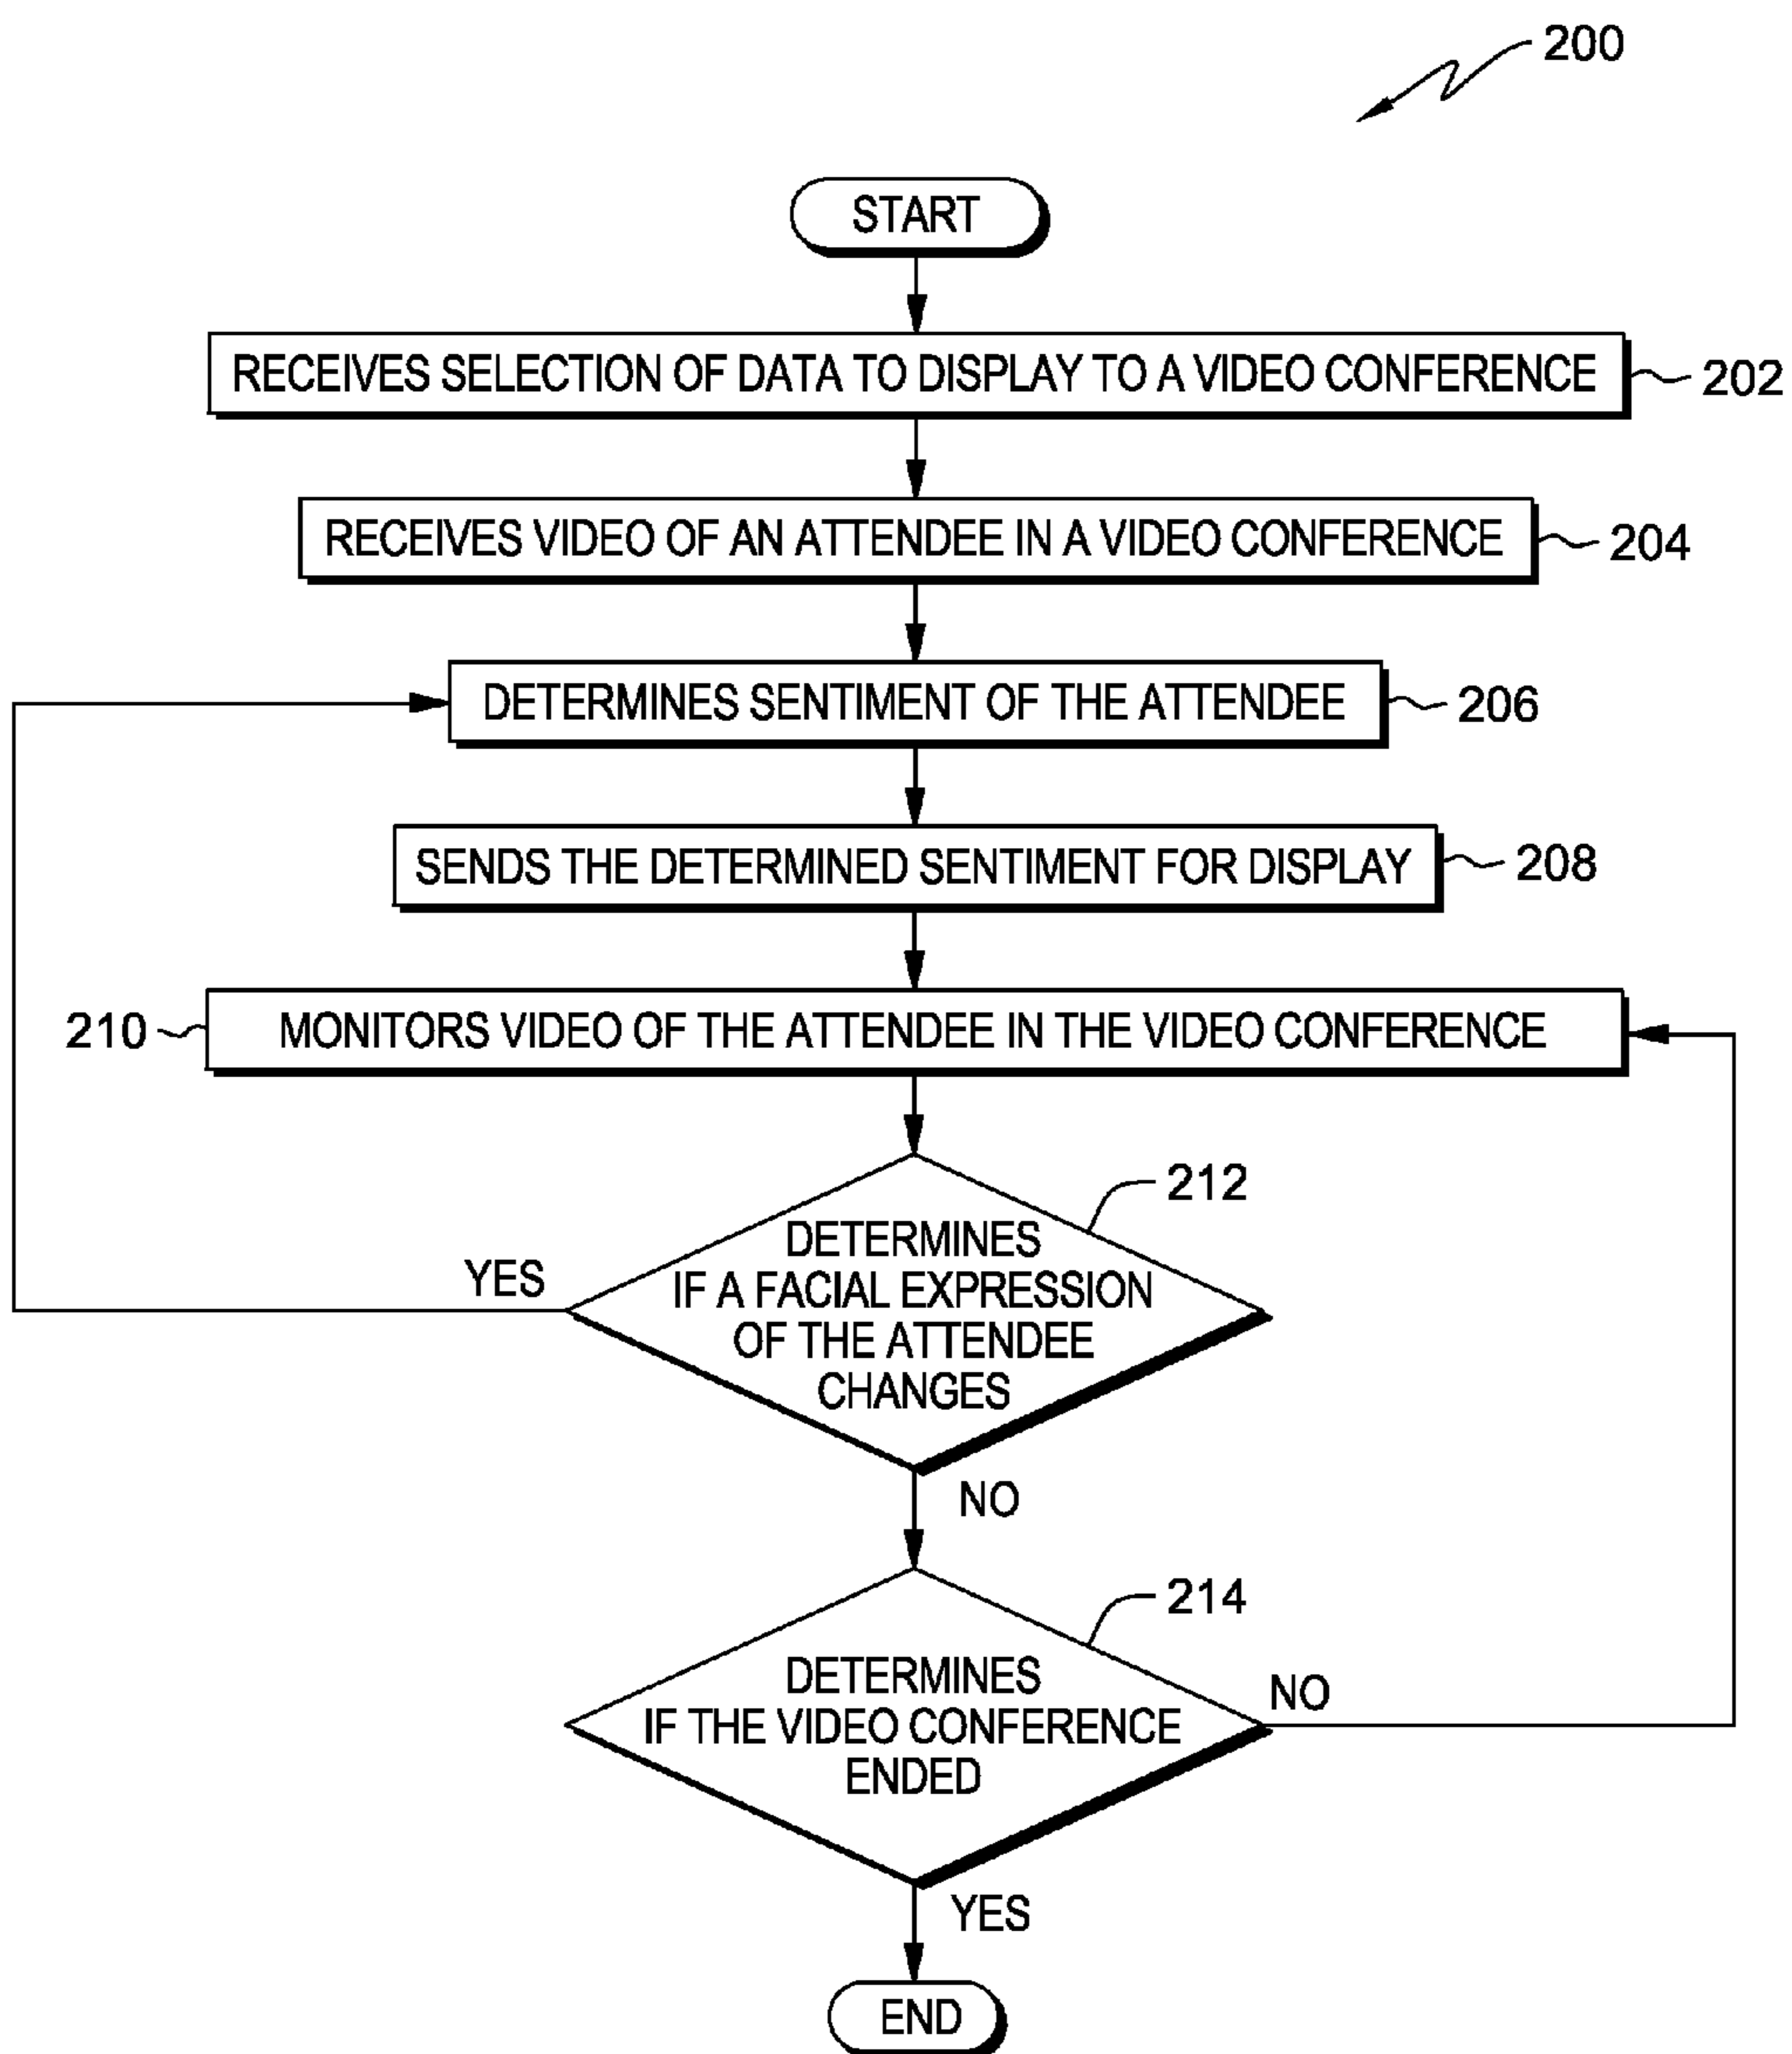 200
START
RECEIVES SELECTION OF DATA TO DISPLAY TO A VIDEO CONFERENCE
202
RECEIVES VIDEO OF AN ATTENDEE IN A VIDEO CONFERENCE
204
DETERMINES SENTIMENT OF THE ATTENDEE
206
SENDS THE DETERMINED SENTIMENT FOR DISPLAY
208
210
MONITORS VIDEO OF THE ATTENDEE IN THE VIDEO CONFERENCE
212
DETERMINES
IF A FACIAL EXPRESSION
OF THE ATTENDEE
CHANGES
YES
NO
214
DETERMINES
IF THE VIDEO CONFERENCE
ENDED
NO
YES
END